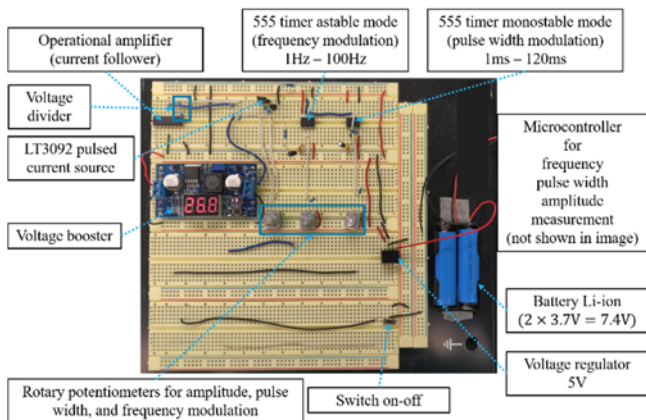 Operational amplifier
(current follower)
555 timer astable mode
(frequency modulation)
1Hz – 100Hz
555 timer monostable mode
(pulse width modulation)
1ms – 120ms
Voltage
divider
LT3092 pulsed
current source
Microcontroller
for
frequency
pulse width
amplitude
measurement
(not shown in image)
Voltage booster
Battery Li-ion
(2 × 3.7V = 7.4V)
Rotary potentiometers for amplitude, pulse
width, and frequency modulation
Switch on-off
Voltage regulator
5V